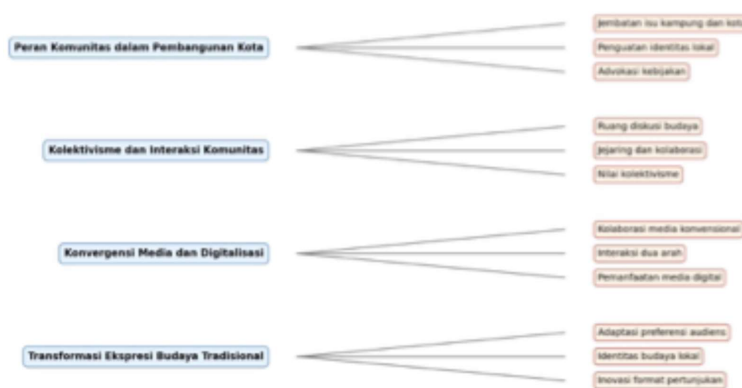 Peran Komunitas dalam Pembangunan Kota
Jembatan isu kampung dan kota
Penguatan identitas lokal
Advokasi kebijakan
Kolektivisme dan Interaksi Komunitas
Ruang diskusi budaya
Jejaring dan kolaborasi
Nilai kolektivisme
Konvergensi Media dan Digitalisasi
Kolaborasi media konvensional
Interaksi dua arah
Pemanfaatan media digital
Transformasi Ekspresi Budaya Tradisional
Adaptasi preferensi audiens
Identitas budaya lokal
Inovasi format pertunjukan